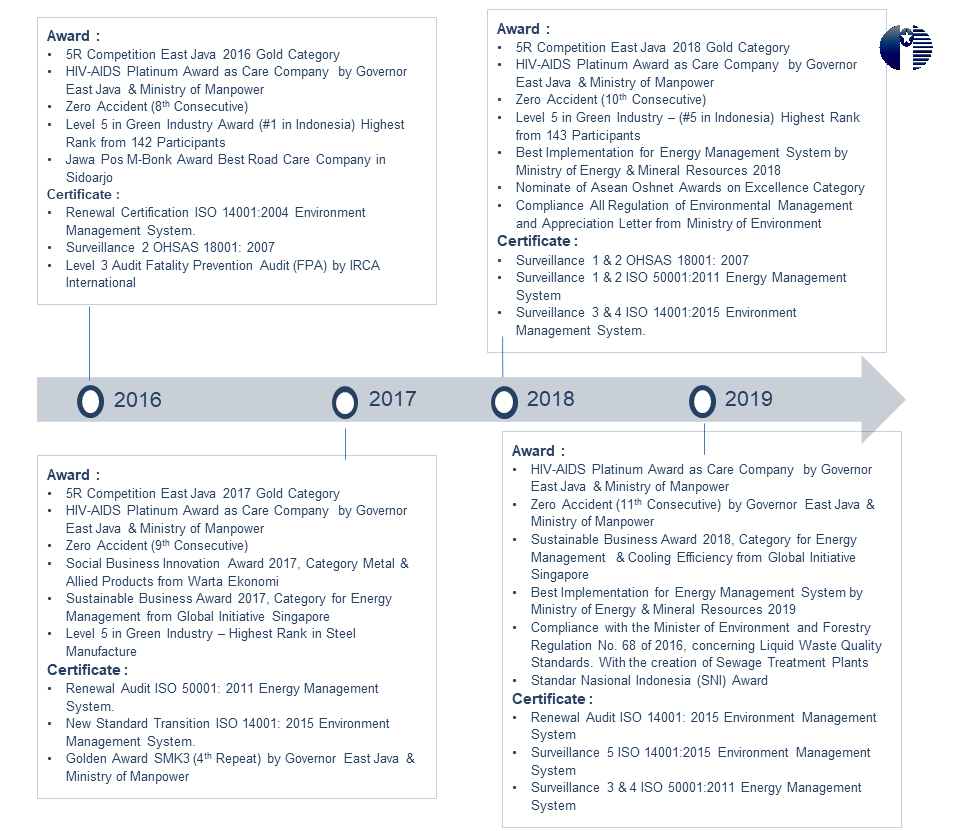 Award :
• 5R Competition East Java 2016 Gold Category
• HIV-AIDS Platinum Award as Care Company by Governor
East Java & Ministry of Manpower
• Zero Accident (8th Consecutive)
• Level 5 in Green Industry Award (#1 in Indonesia) Highest
Rank from 142 Participants
• Jawa Pos M-Bonk Award Best Road Care Company in
Sidoarjo
Certificate :
• Renewal Certification ISO 14001:2004 Environment
Management System.
• Surveillance 2 OHSAS 18001: 2007
• Level 3 Audit Fatality Prevention Audit (FPA) by IRCA
International
Award :
• 5R Competition East Java 2018 Gold Category
• HIV-AIDS Platinum Award as Care Company by Governor
East Java & Ministry of Manpower
• Zero Accident (10th Consecutive)
• Level 5 in Green Industry – (#5 in Indonesia) Highest Rank
from 143 Participants
• Best Implementation for Energy Management System by
Ministry of Energy & Mineral Resources 2018
• Nominate of Asean Oshnet Awards on Excellence Category
• Compliance All Regulation of Environmental Management
and Appreciation Letter from Ministry of Environment
Certificate :
• Surveillance 1 & 2 OHSAS 18001: 2007
• Surveillance 1 & 2 ISO 50001:2011 Energy Management
System
• Surveillance 3 & 4 ISO 14001:2015 Environment
Management System.
2016
2017
2018
2019
Award :
• 5R Competition East Java 2017 Gold Category
• HIV-AIDS Platinum Award as Care Company by Governor
East Java & Ministry of Manpower
• Zero Accident (9th Consecutive)
• Social Business Innovation Award 2017, Category Metal &
Allied Products from Warta Ekonomi
• Sustainable Business Award 2017, Category for Energy
Management from Global Initiative Singapore
• Level 5 in Green Industry – Highest Rank in Steel
Manufacture
Certificate :
• Renewal Audit ISO 50001: 2011 Energy Management
System.
• New Standard Transition ISO 14001: 2015 Environment
Management System.
• Golden Award SMK3 (4th Repeat) by Governor East Java &
Ministry of Manpower
Award :
• HIV-AIDS Platinum Award as Care Company by Governor
East Java & Ministry of Manpower
• Zero Accident (11th Consecutive) by Governor East Java &
Ministry of Manpower
• Sustainable Business Award 2018, Category for Energy
Management & Cooling Efficiency from Global Initiative
Singapore
• Best Implementation for Energy Management System by
Ministry of Energy & Mineral Resources 2019
• Compliance with the Minister of Environment and Forestry
Regulation No. 68 of 2016, concerning Liquid Waste Quality
Standards. With the creation of Sewage Treatment Plants
• Standar Nasional Indonesia (SNI) Award
Certificate :
• Renewal Audit ISO 14001: 2015 Environment Management
System
• Surveillance 5 ISO 14001:2015 Environment Management
System
• Surveillance 3 & 4 ISO 50001:2011 Energy Management
System